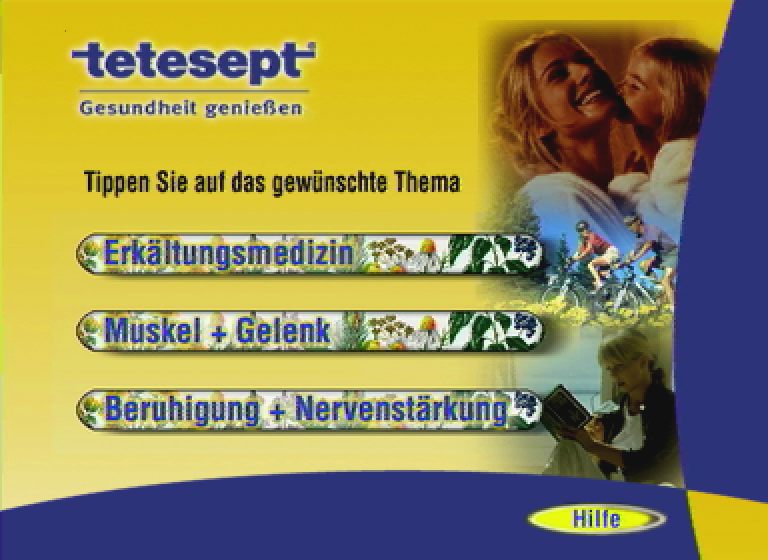 tetesept®
Gesundheit genießen
Tippen Sie auf das gewünschte Thema
Erkältungsmedizin
Muskel + Gelenk
Beruhigung + Nervenstärkung
Hilfe